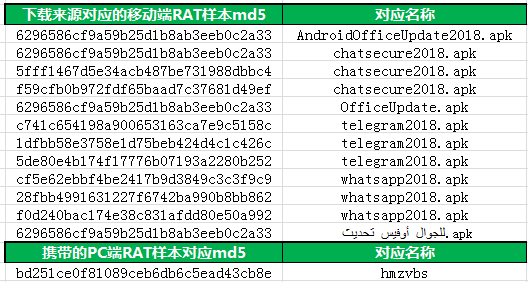 下载来源对应的移动端RAT样本md5 对应名称
6296586cf9a59b25d1b8ab3eeb0c2a33 AndroidOfficeUpdate2018.apk
6296586cf9a59b25d1b8ab3eeb0c2a33 chatsecure2018.apk
5fff1467d5e34acb487be731988dbbc4 chatsecure2018.apk
f59cfb0b972fdf65baad7c37681d49ef chatsecure2018.apk
6296586cf9a59b25d1b8ab3eeb0c2a33 OfficeUpdate.apk
c741c654198a900653163ca7e9c5158c telegram2018.apk
1dfbb58e3758e1d75beb424d4c1c426c telegram2018.apk
5de80e4b174f17776b07193a2280b252 telegram2018.apk
cf5e62ebbf4be2417b9d3849c3c3f9c9 whatsapp2018.apk
28fbb4991631227f6742ba990b8bb862 whatsapp2018.apk
f0d240bac174e38c831afdd80e50a992 whatsapp2018.apk
6296586cf9a59b25d1b8ab3eeb0c2a33 للجوال أوفيس تحديث.apk
携带的PC端RAT样本对应md5 对应名称
bd251ce0f81089ceb6db6c5ead43cb8e hmzvbs